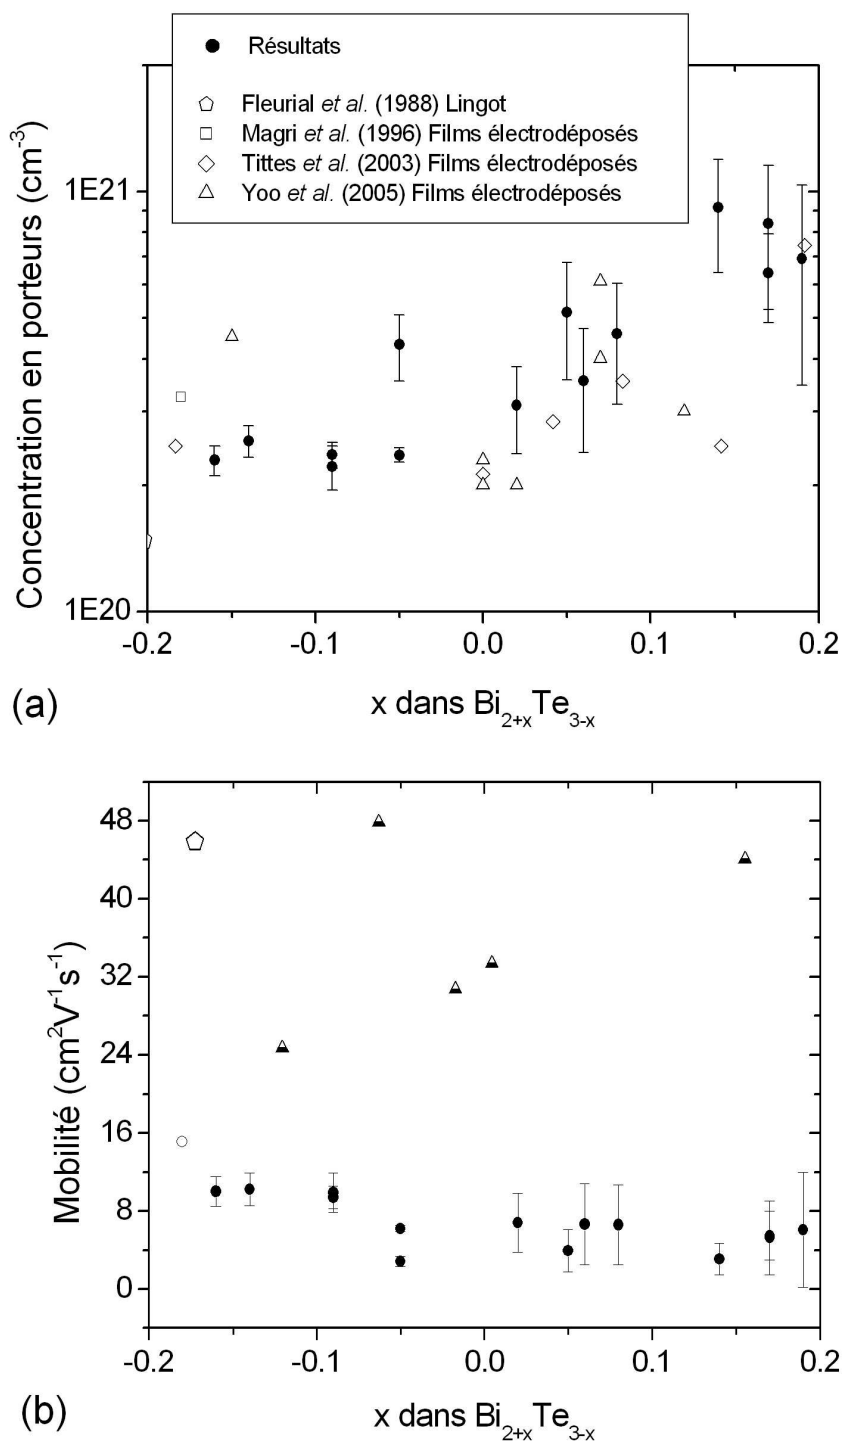 Résultats
Fleurial et al. (1988) Lingot
Magri et al. (1996) Films électrodéposés
Tittes et al. (2003) Films électrodéposés
Yoo et al. (2005) Films électrodéposés
Concentration en porteurs (cm-3)
1E21
1E20
-0.2 -0.1 0.0 0.1 0.2
(a) x dans Bi2+xTe3-x
Mobilité (cm2V-1s-1)
48
40
32
24
16
8
0
-0.2 -0.1 0.0 0.1 0.2
(b) x dans Bi2+xTe3-x